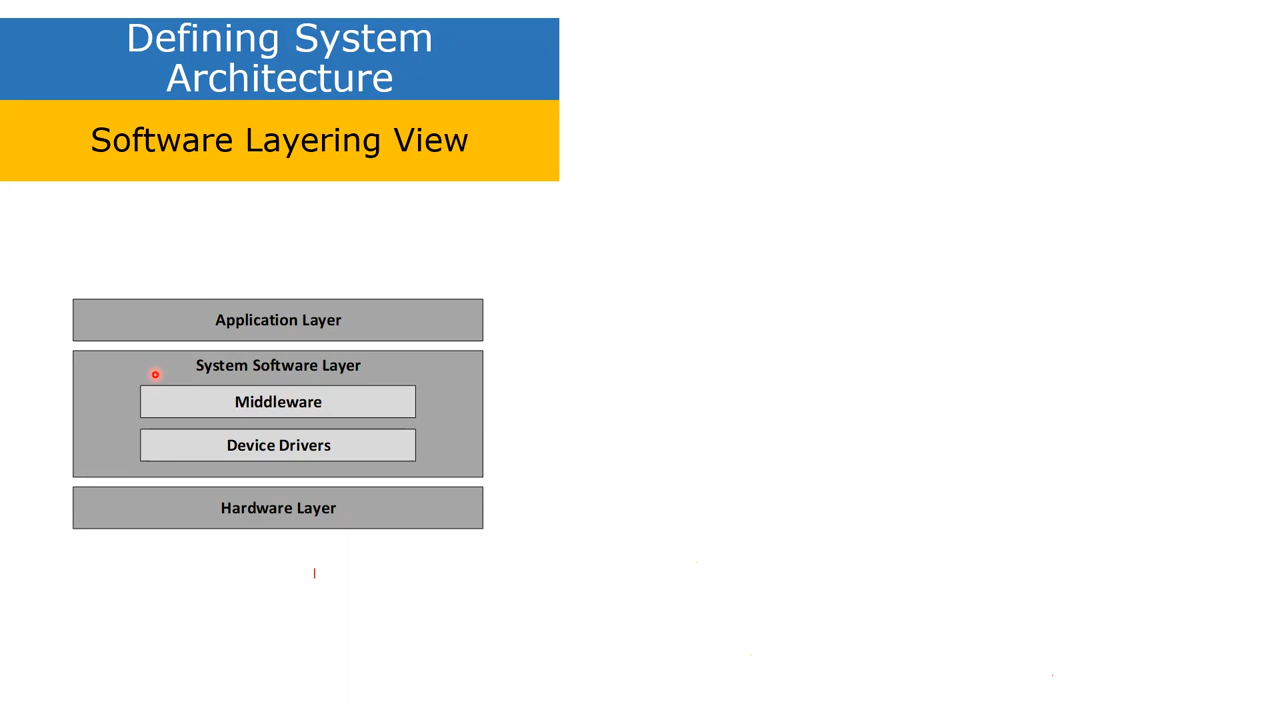 Defining System
Architecture
Software Layering View
Application Layer
System Software Layer
Middleware
Device Drivers
Hardware Layer